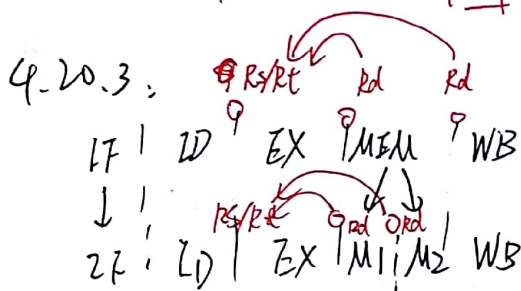 4.20.3:
Rs/Rt Rd Rd
IF ID EX MEM WB
Rs/Rt Rd Rd
IF ID EX M1 M2 WB